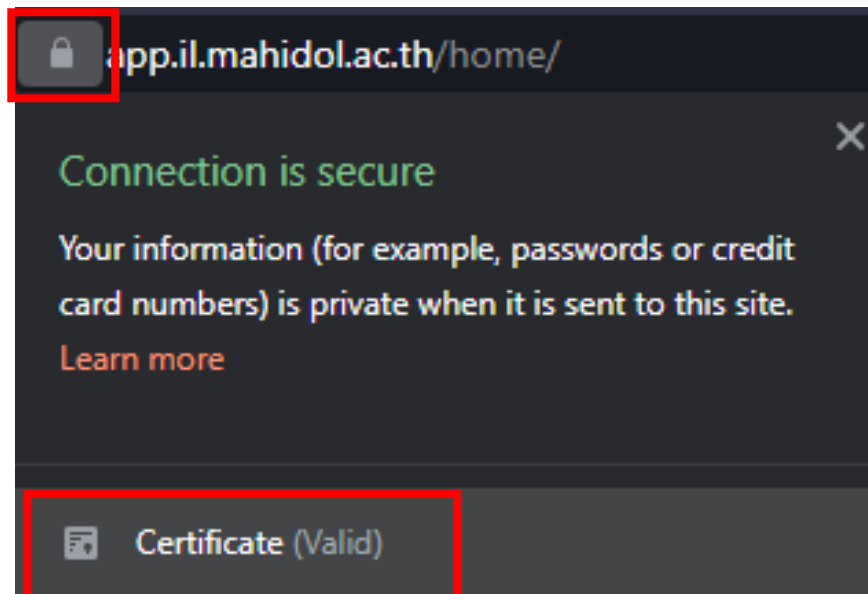 app.il.mahidol.ac.th/home/
Connection is secure
Your information (for example, passwords or credit
card numbers) is private when it is sent to this site.
Learn more
Certificate (Valid)